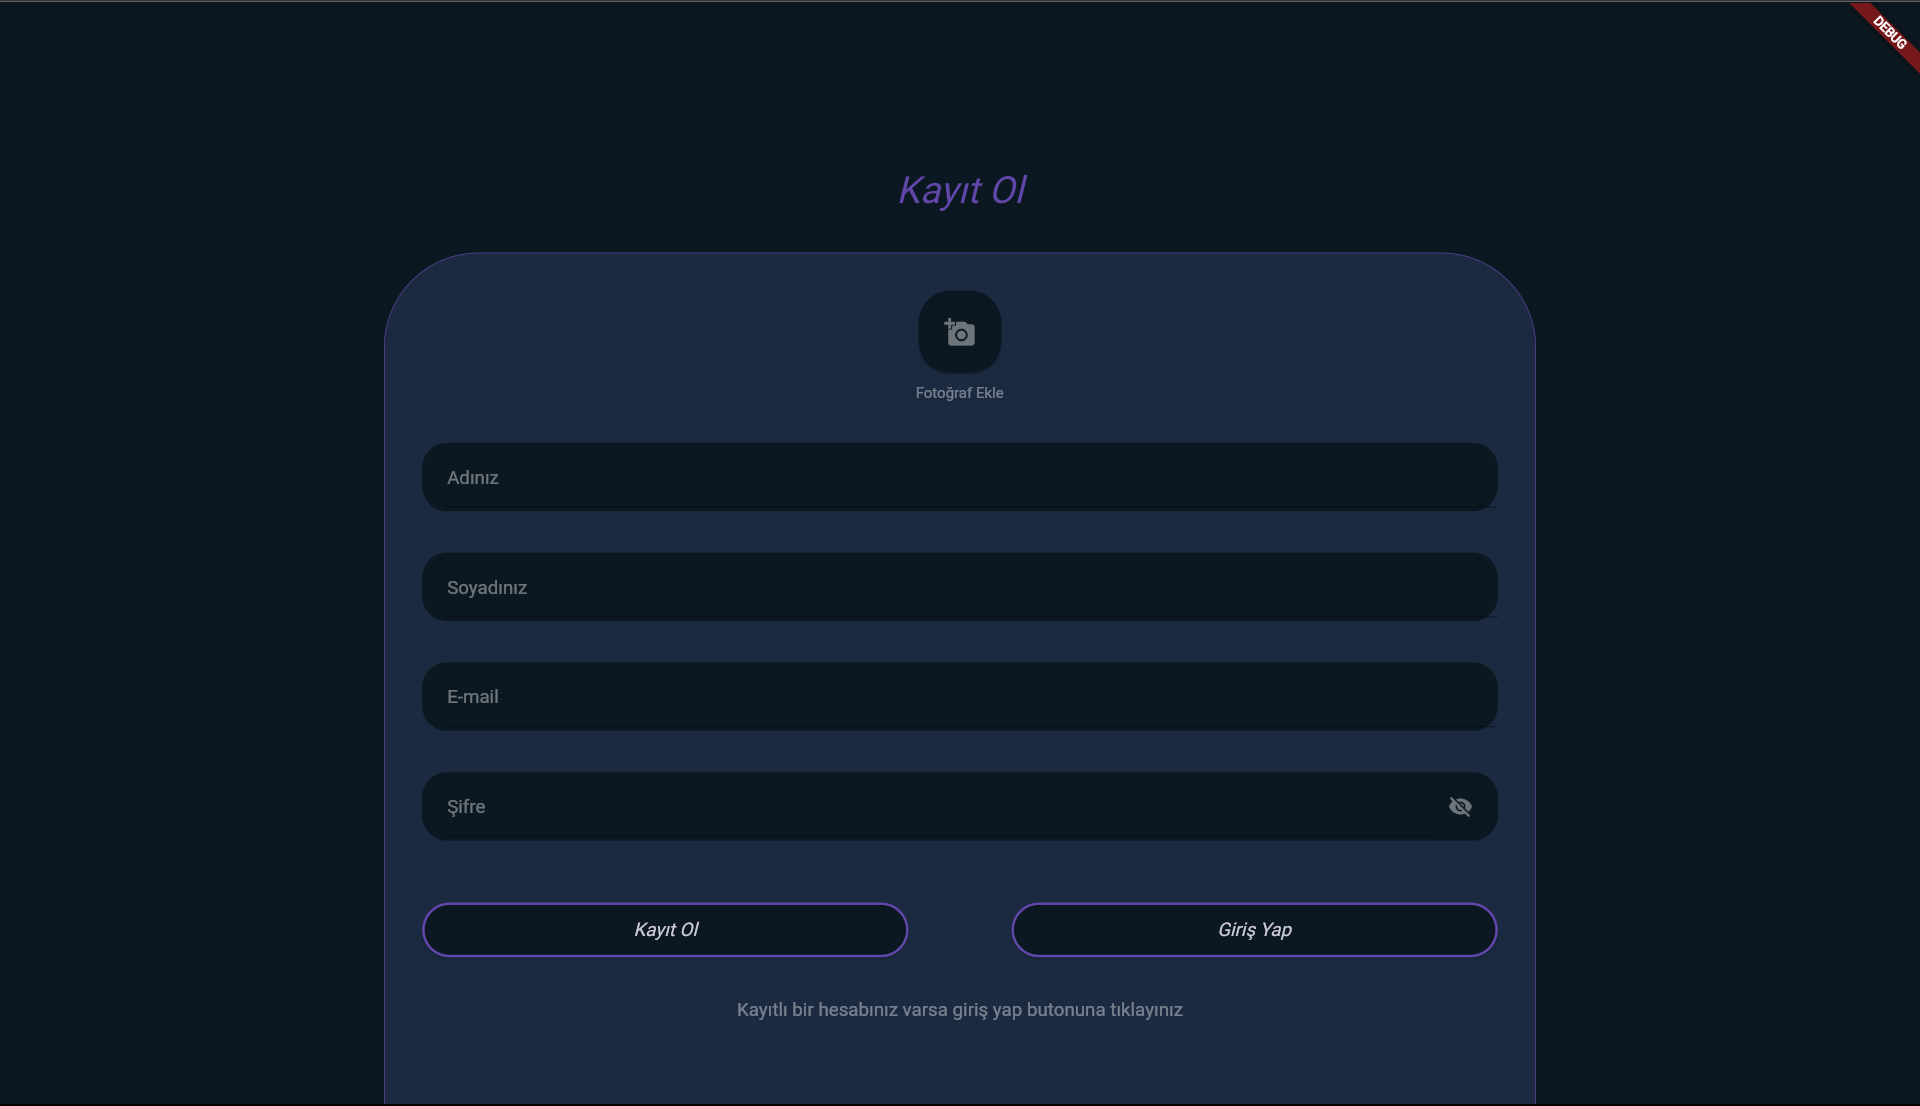 DEBUG
Kayıt Ol
Fotoğraf Ekle
Adınız
Soyadınız
E-mail
Şifre
Kayıt Ol
Giriş Yap
Kayıtlı bir hesabınız varsa giriş yap butonuna tıklayınız